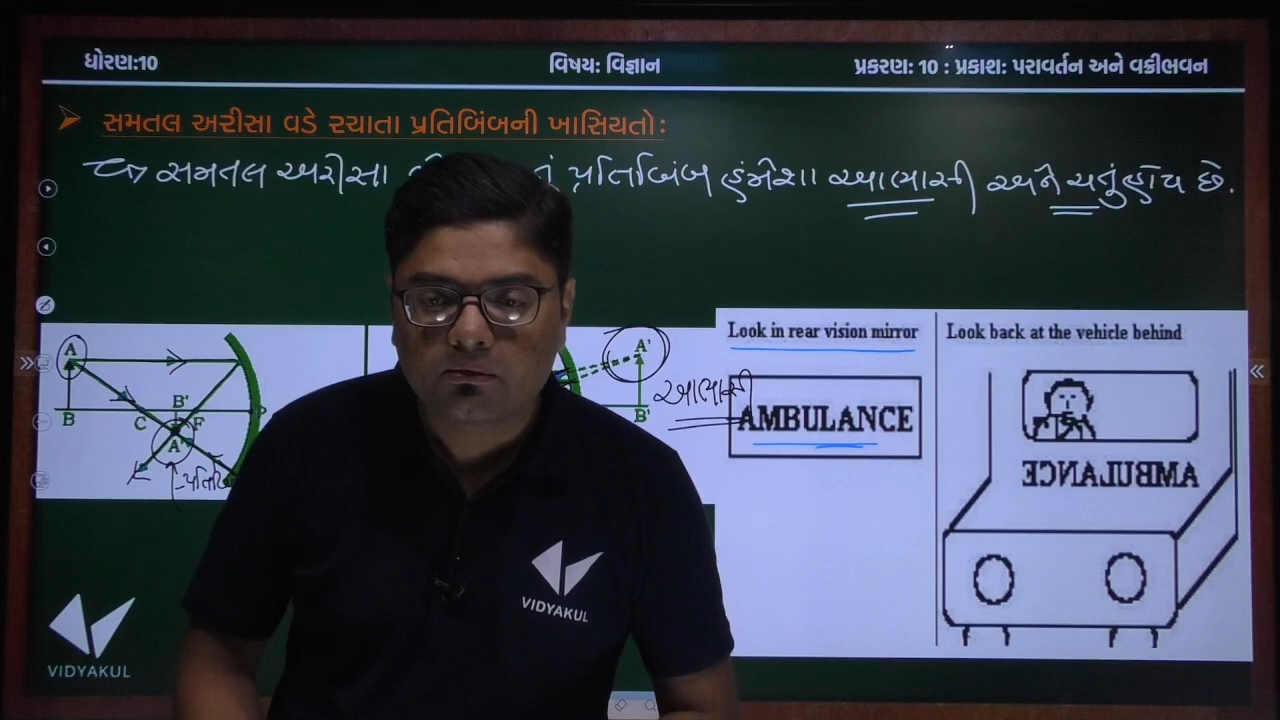 ધોરણ:10
વિષય: વિજ્ઞાન
પ્રકરણ: 10 : પ્રકાશ: પરાવર્તન અને વક્રીભવન
સમતલ અરીસા વડે રચાતા પ્રતિબિંબની ખાસિયતો:
સમતલ અરીસા નું પ્રતિબિંબ હંમેશા આભાસી અને ચતું હોય છે.
Look in rear vision mirror
Look back at the vehicle behind
A
A'
B'
B
C
F
A'
B'
આભાસી
AMBULANCE
AMBULANCE
VIDYAKUL
VIDYAKUL